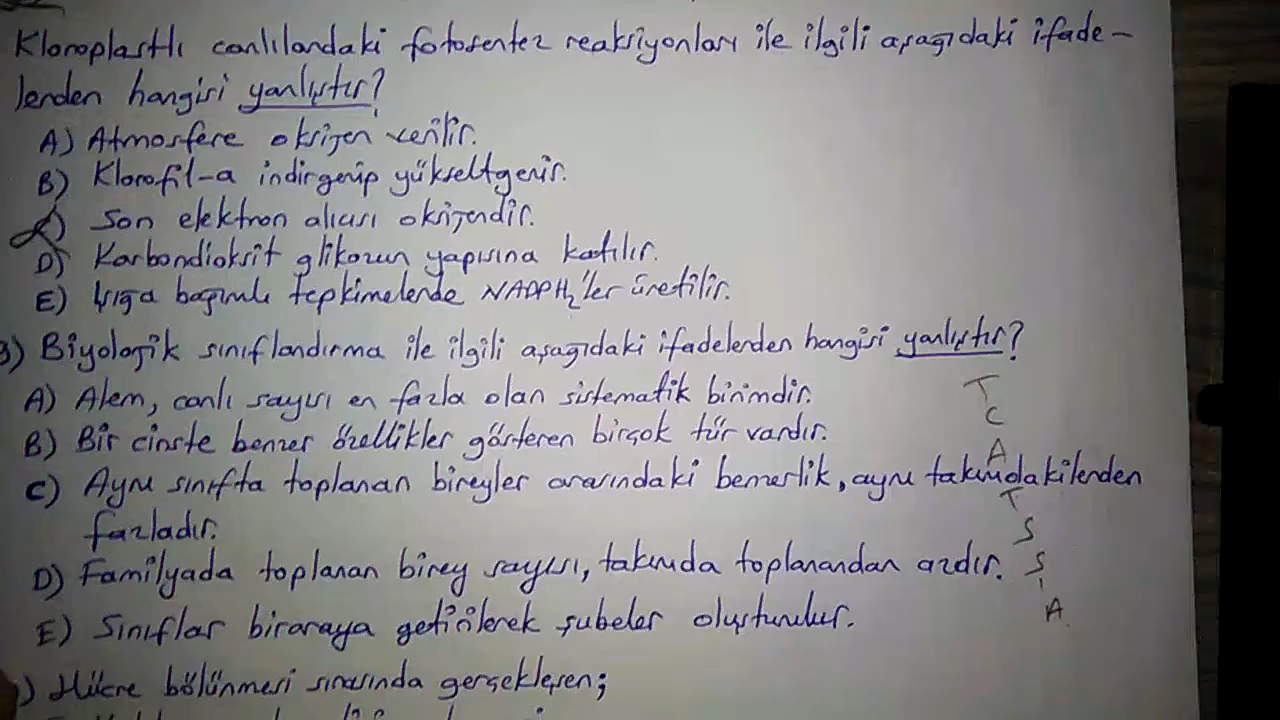 Kloroplastlı canlılardaki fotosentez reaksiyonları ile ilgili aşağıdaki ifade-
lerden hangisi yanlıştır?
A) Atmosfere oksijen verilir.
B) Klorofil-a indirgenip yükseltgenir.
C) Son elektron alıcısı oksijendir.
D) Karbondioksit glikozun yapısına katılır.
E) Işığa bağımlı tepkimelerde NADPH₂'ler üretilir.
3) Biyolojik sınıflandırma ile ilgili aşağıdaki ifadelerden hangisi yanlıştır?
A) Alem, canlı sayısı en fazla olan sistematik birimdir.
B) Bir cinste benzer özellikler gösteren birçok tür vardır.
C) Aynı sınıfta toplanan bireyler arasındaki benzerlik, aynı takımdakilerden
fazladır.
D) Familyada toplanan birey sayısı, takımda toplanandan azdır.
E) Sınıflar biraraya getirilerek şubeler oluşturulur.
T
C
A
T
S
Ş
A
) Hücre bölünmesi sırasında gerçekleşen;